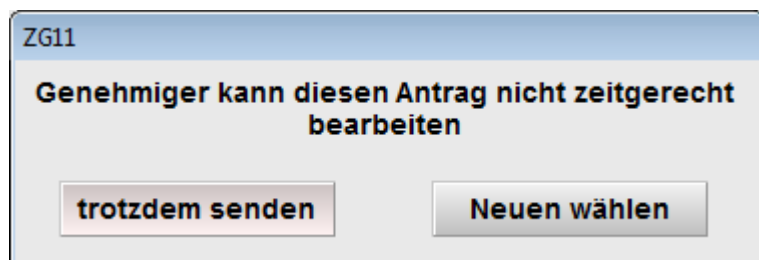 ZG11
Genehmiger kann diesen Antrag nicht zeitgerecht
bearbeiten
trotzdem senden
Neuen wählen